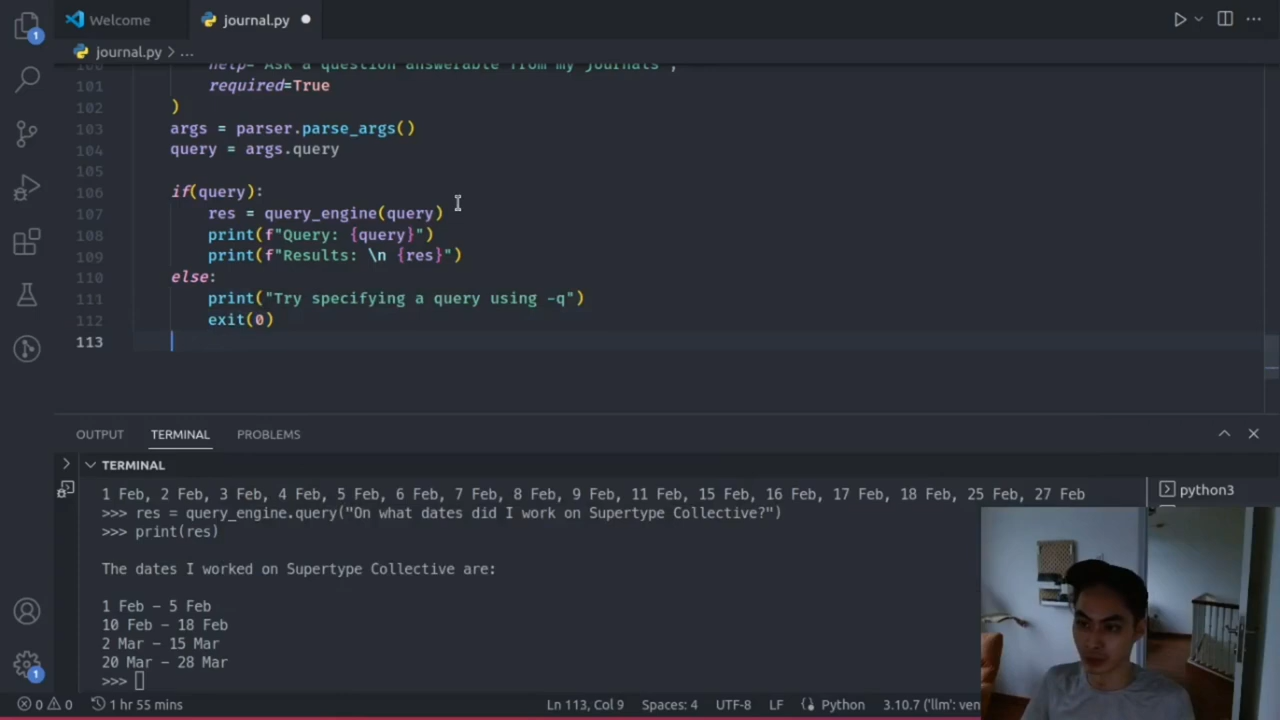 Welcome
journal.py
journal.py > ...
100 help="Ask a question answerable from my journals",
101 required=True
102 )
103 args = parser.parse_args()
104 query = args.query
105
106 if(query):
107 res = query_engine(query)
108 print(f"Query: {query}")
109 print(f"Results: \n {res}")
110 else:
111 print("Try specifying a query using -q")
112 exit(0)
113
OUTPUT TERMINAL PROBLEMS
TERMINAL
1 Feb, 2 Feb, 3 Feb, 4 Feb, 5 Feb, 6 Feb, 7 Feb, 8 Feb, 9 Feb, 11 Feb, 15 Feb, 16 Feb, 17 Feb, 18 Feb, 25 Feb, 27 Feb
python3
>>> res = query_engine.query("On what dates did I work on Supertype Collective?")
>>> print(res)
The dates I worked on Supertype Collective are:
1 Feb – 5 Feb
10 Feb – 18 Feb
2 Mar – 15 Mar
20 Mar – 28 Mar
>>>
1
1
0 0 1 hr 55 mins Ln 113, Col 9 Spaces: 4 UTF-8 LF Python 3.10.7 ('llm': ven